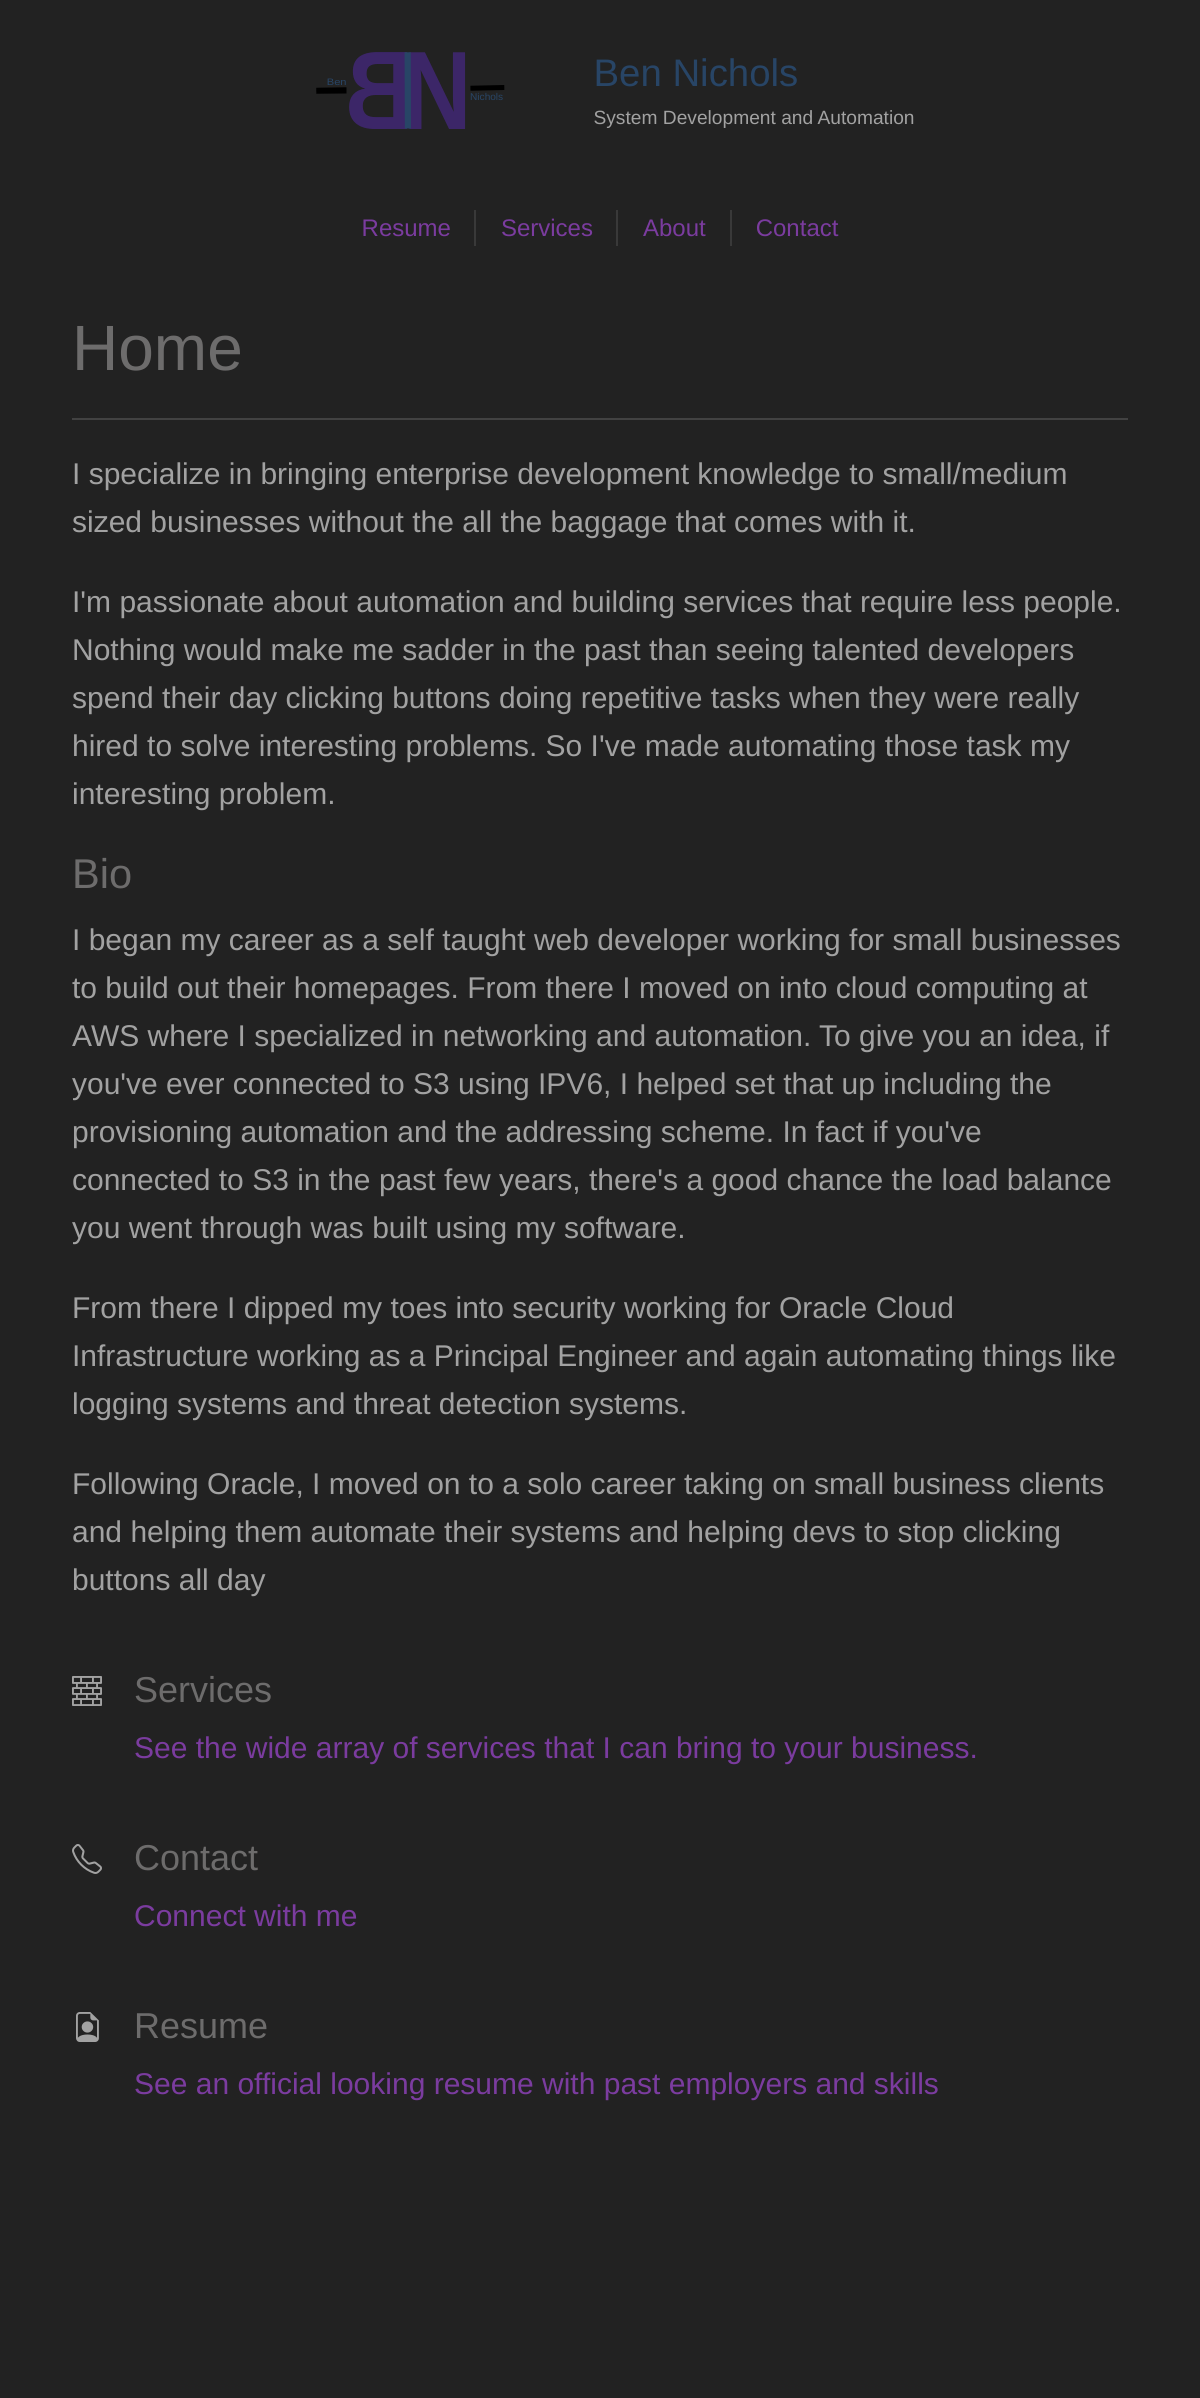 Ben
BN
Nichols
Ben Nichols
System Development and Automation
Resume
Services
About
Contact
Home
I specialize in bringing enterprise development knowledge to small/medium
sized businesses without the all the baggage that comes with it.
I'm passionate about automation and building services that require less people.
Nothing would make me sadder in the past than seeing talented developers
spend their day clicking buttons doing repetitive tasks when they were really
hired to solve interesting problems. So I've made automating those task my
interesting problem.
Bio
I began my career as a self taught web developer working for small businesses
to build out their homepages. From there I moved on into cloud computing at
AWS where I specialized in networking and automation. To give you an idea, if
you've ever connected to S3 using IPV6, I helped set that up including the
provisioning automation and the addressing scheme. In fact if you've
connected to S3 in the past few years, there's a good chance the load balance
you went through was built using my software.
From there I dipped my toes into security working for Oracle Cloud
Infrastructure working as a Principal Engineer and again automating things like
logging systems and threat detection systems.
Following Oracle, I moved on to a solo career taking on small business clients
and helping them automate their systems and helping devs to stop clicking
buttons all day
Services
See the wide array of services that I can bring to your business.
Contact
Connect with me
Resume
See an official looking resume with past employers and skills